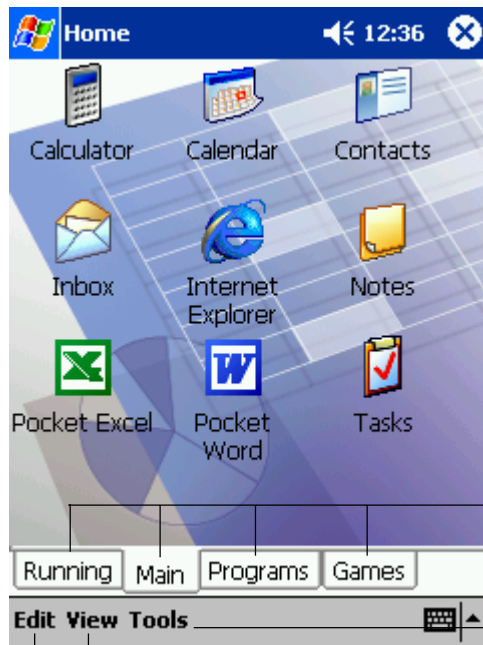 Home 12:36
Calculator Calendar Contacts
Inbox Internet Explorer Notes
Pocket Excel Pocket Word Tasks
Running Main Programs Games
Edit View Tools